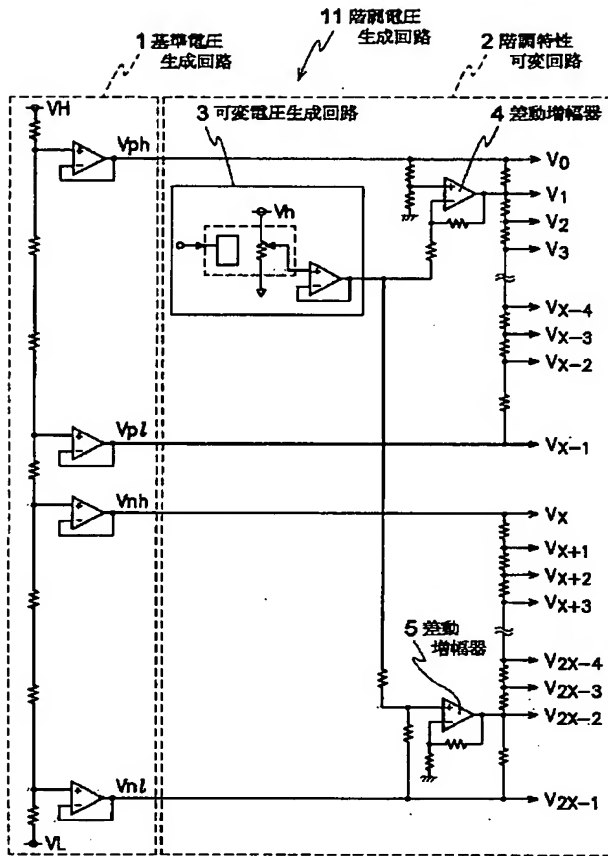 11 階調電圧
生成回路
1 基準電圧
生成回路
2 階調特性
可変回路
VH
3 可変電圧生成回路
4 差動増幅器
Vph
Vh
V0
V1
V2
V3
VX-4
VX-3
VX-2
Vpl
VX-1
Vnh
VX
VX+1
VX+2
VX+3
5 差動
増幅器
V2X-4
V2X-3
V2X-2
Vnl
V2X-1
VL